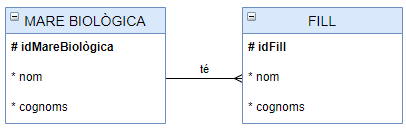 MARE BIOLÒGICA
# idMareBiològica
* nom
* cognoms
té
FILL
# idFill
* nom
* cognoms